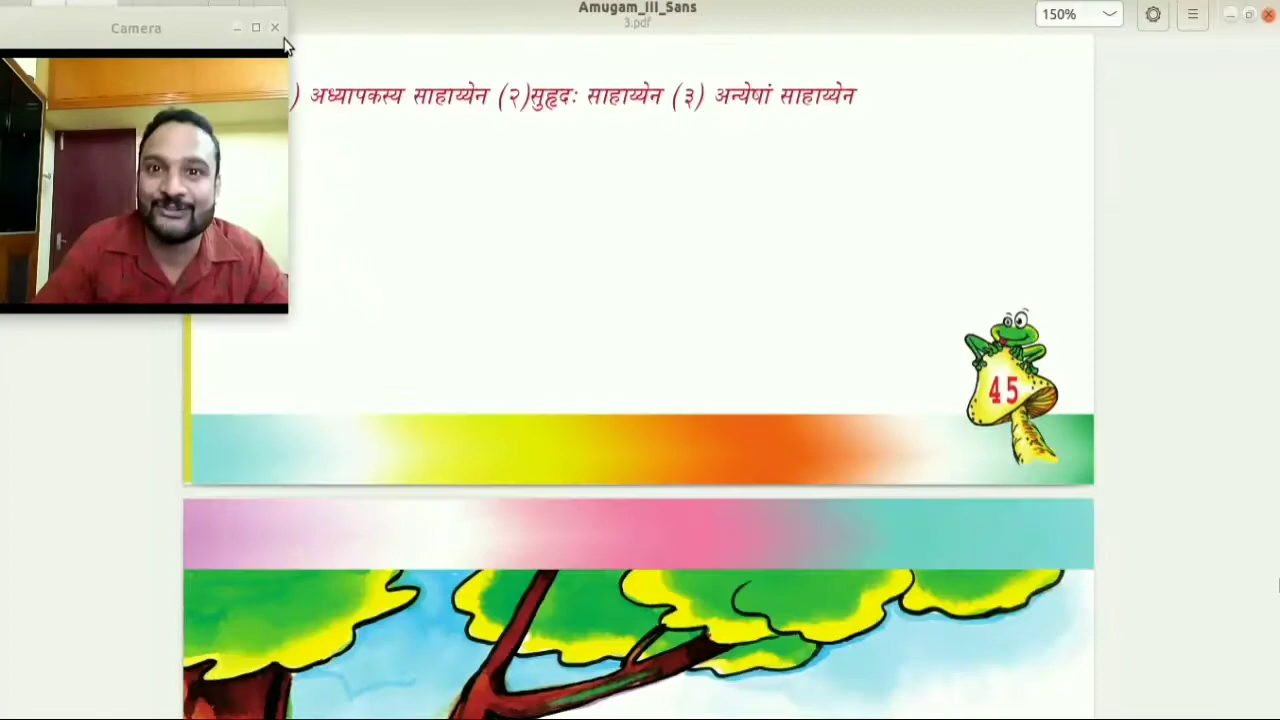 Amugam_III_Sans
3.pdf
150%
Camera
) अध्यापकस्य साहाय्येन (२)सुहृदः साहाय्येन (३) अन्येषां साहाय्येन
45